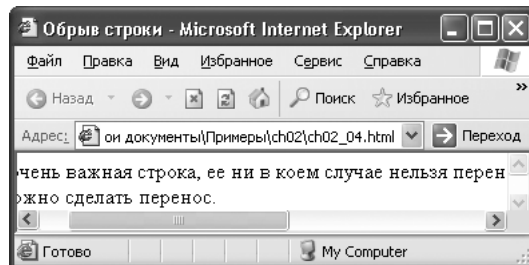 Обрыв строки - Microsoft Internet Explorer
Файл Правка Вид Избранное Сервис Справка
Назад Поиск Избранное »
Адрес: ои документы\Примеры\ch02\ch02_04.html Переход
чень важная строка, ее ни в коем случае нельзя перен
ожно сделать перенос.
Готово My Computer